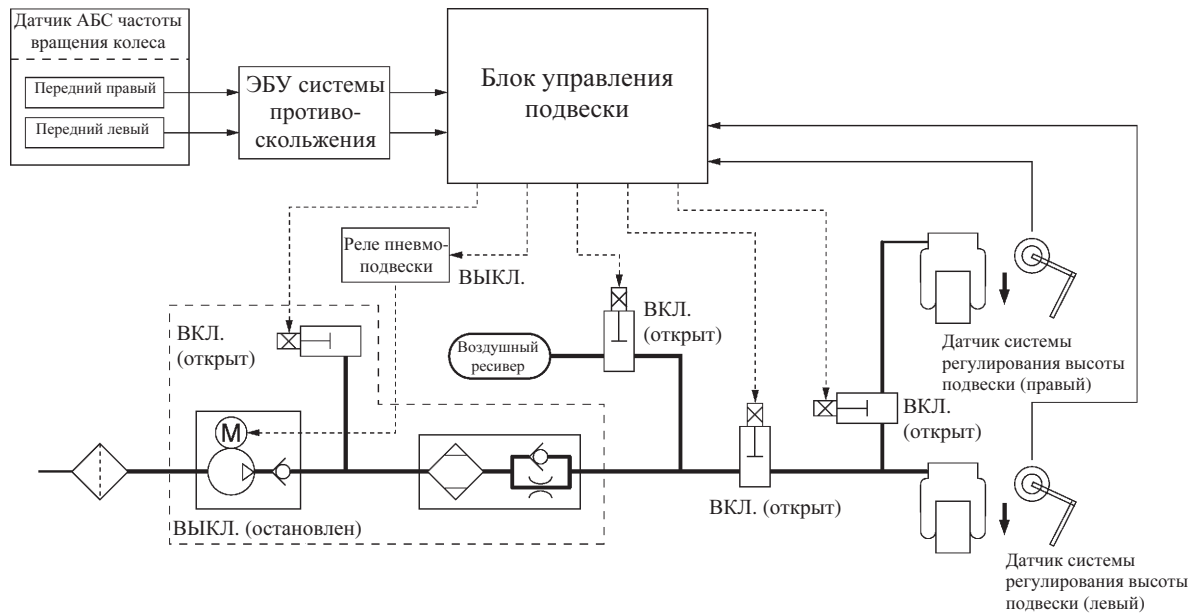 Датчик АБС частоты
вращения колеса
Передний правый
Передний левый
ЭБУ системы
противо-
скольжения
Блок управления
подвески
Реле пневмо-
подвески
ВЫКЛ.
ВКЛ.
(открыт)
Воздушный
ресивер
ВКЛ.
(открыт)
Датчик системы
регулирования высоты
подвески (правый)
ВКЛ.
(открыт)
M
ВЫКЛ. (остановлен)
ВКЛ. (открыт)
Датчик системы
регулирования высоты
подвески (левый)